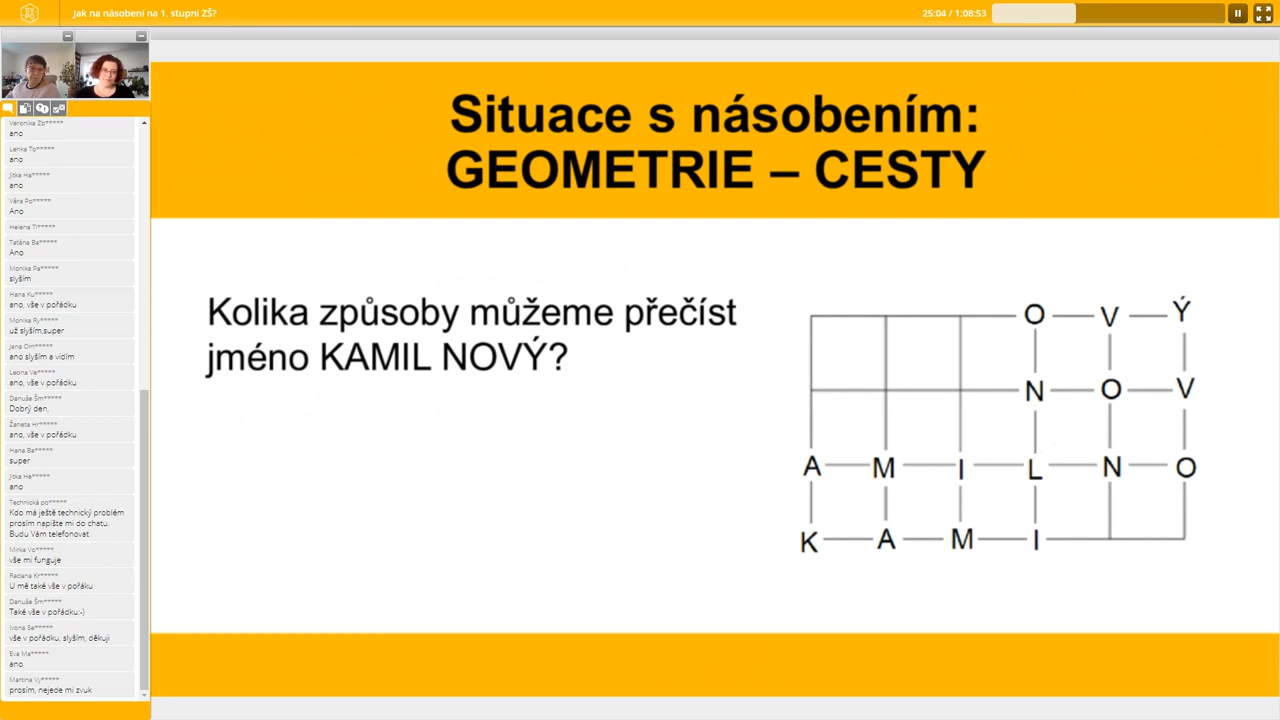 Jak na násobení na 1. stupni ZŠ?
25:04 / 1:08:53
Situace s násobením:
GEOMETRIE – CESTY
Kolika způsoby můžeme přečíst
jméno KAMIL NOVÝ?
O V Ý
N O V
A M I L N O
K A M I
Veronika Zb*****
ano
Lenka To*****
ano
Jitka Ha*****
ano
Věra Po*****
Ano
Helena Tl*****
Taťána Ba*****
Ano
Monika Pa*****
slyším
Hana Ku*****
ano, vše v pořádku
Monika Ry*****
už slyším,super
Jana Om*****
ano slyším a vidím
Leona Ve*****
ano, vše v pořádku
Danuše Šm*****
Dobrý den,
Žaneta Hr*****
ano, vše v pořádku
Hana Ba*****
super
Jitka He*****
ano
Technická po*****
Kdo má ještě technický problém
prosím napište mi do chatu.
Budu Vám telefonovat
Mirka Vo*****
vše mi funguje
Radana Kr*****
U mě také vše v pořáku
Danuše Šm*****
Také vše v pořádku:-)
Ivona Se*****
vše v pořádku, slyším, děkuji
Eva Ma*****
ano
Martina Vy*****
prosím, nejede mi zvuk